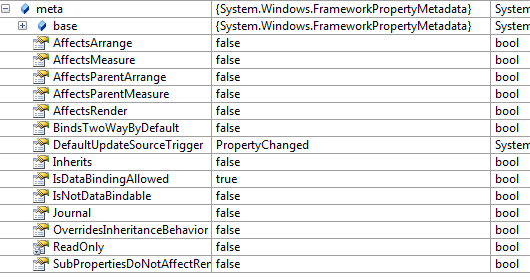 meta {System.Windows.FrameworkPropertyMetadata} System
base {System.Windows.FrameworkPropertyMetadata} System
AffectsArrange false bool
AffectsMeasure false bool
AffectsParentArrange false bool
AffectsParentMeasure false bool
AffectsRender false bool
BindsTwoWayByDefault false bool
DefaultUpdateSourceTrigger PropertyChanged System
Inherits false bool
IsDataBindingAllowed true bool
IsNotDataBindable false bool
Journal false bool
OverridesInheritanceBehavior false bool
ReadOnly false bool
SubPropertiesDoNotAffectRen false bool